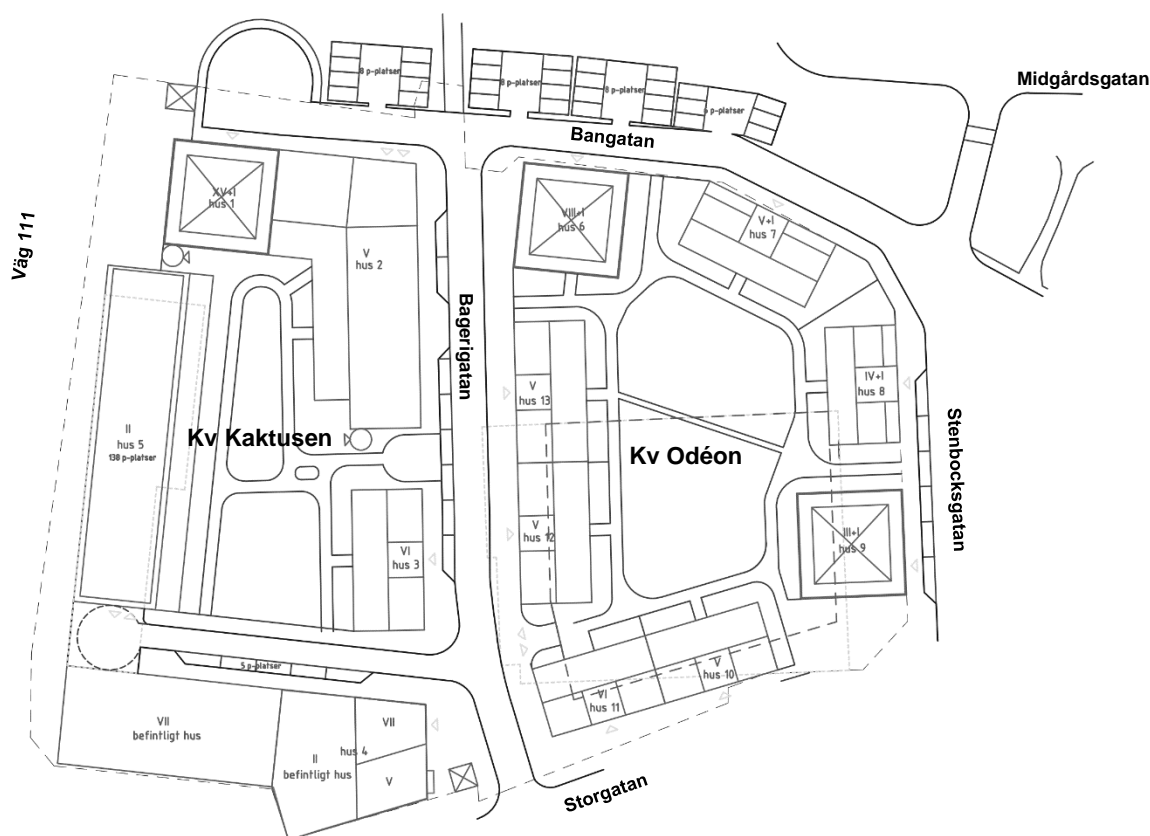 8 p-platser
8 p-platser
8 p-platser
6 p-platser
Midgårdsgatan
Bangatan
Väg 111
XV+I
hus 1
VIII+I
hus 6
V+I
hus 7
V
hus 2
Bagerigatan
IV+I
hus 8
V
hus 13
II
hus 5
138 p-platser
Kv Kaktusen
Kv Odéon
Stenbocksgatan
V
hus 12
III+I
hus 9
VI
hus 3
5 p-platser
V
hus 10
VI
hus 11
VII
befintligt hus
VII
hus 4
II
befintligt hus
V
Storgatan